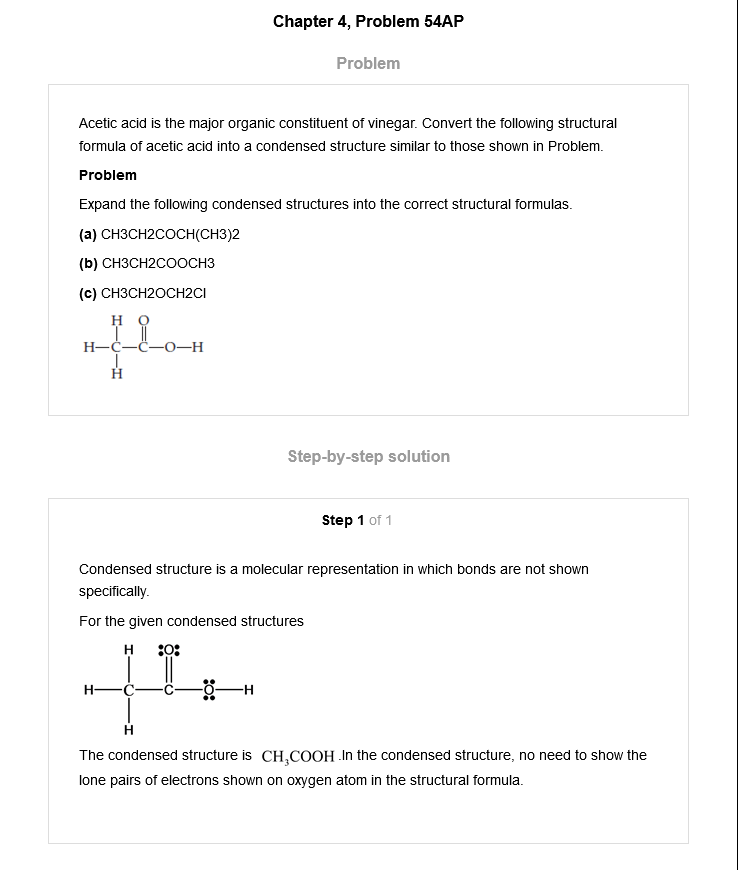 Chapter 4, Problem 54AP
Problem
Acetic acid is the major organic constituent of vinegar. Convert the following structural
formula of acetic acid into a condensed structure similar to those shown in Problem.
Problem
Expand the following condensed structures into the correct structural formulas.
(a) CH3CH2COCH(CH3)2
(b) CH3CH2COOCH3
(c) CH3CH2OCH2Cl
H O
H—C—C—O—H
H
Step-by-step solution
Step 1 of 1
Condensed structure is a molecular representation in which bonds are not shown
specifically.
For the given condensed structures
H :O:
H—C—C—O—H
H
The condensed structure is CH₃COOH .In the condensed structure, no need to show the
lone pairs of electrons shown on oxygen atom in the structural formula.